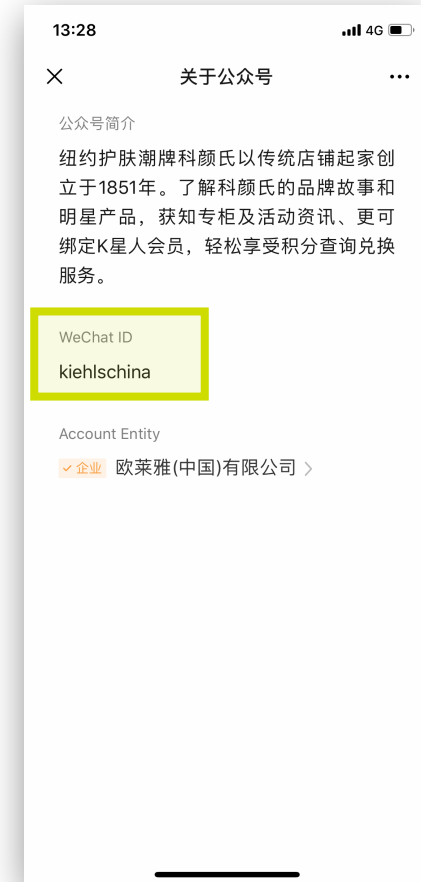 13:28
4G
关于公众号
公众号简介
纽约护肤潮牌科颜氏以传统店铺起家创
立于1851年。了解科颜氏的品牌故事和
明星产品，获知专柜及活动资讯、更可
绑定K星人会员，轻松享受积分查询兑换
服务。
WeChat ID
kiehlschina
Account Entity
企业 欧莱雅(中国)有限公司